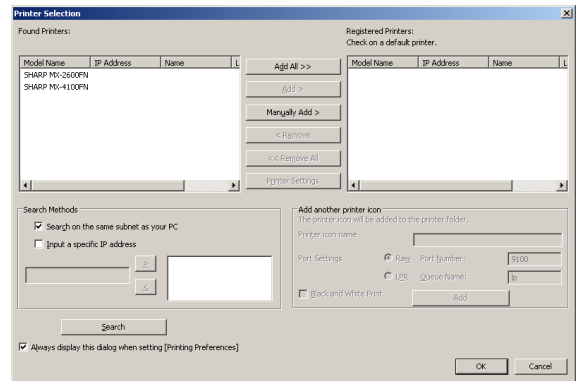 Printer Selection
Found Printers:
Registered Printers:
Check on a default printer.
Model Name IP Address Name L
SHARP MX-2600FN
SHARP MX-4100FN
Add All >>
Add >
Manually Add >
< Remove
<< Remove All
Printer Settings
Model Name IP Address Name L
Search Methods
Search on the same subnet as your PC
Input a specific IP address
≥
≤
Search
Add another printer icon
The printer icon will be added to the printer folder.
Printer icon name
Port Settings Raw Port Number: 9100
LPR Queue Name: lp
Black and White Print Add
Always display this dialog when setting [Printing Preferences]
OK Cancel